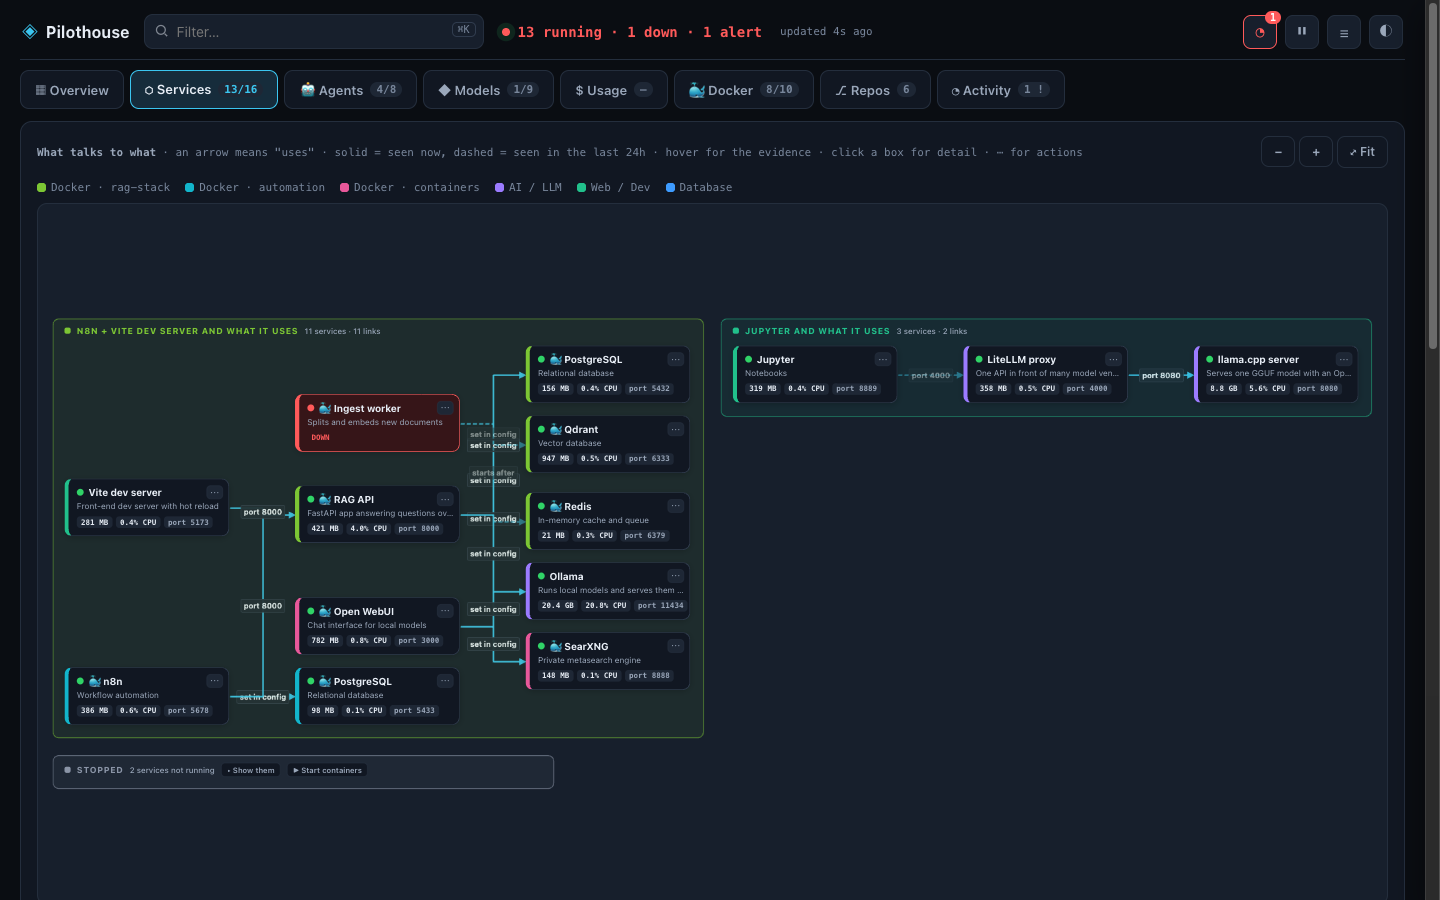 Pilothouse
Filter...
⌘K
13 running · 1 down · 1 alert
updated 4s ago
1
Overview
Services 13/16
Agents 4/8
Models 1/9
$ Usage —
Docker 8/10
Repos 6
Activity 1 !
What talks to what · an arrow means "uses" · solid = seen now, dashed = seen in the last 24h · hover for the evidence · click a box for detail · ⋯ for actions
− + Fit
Docker · rag-stack
Docker · automation
Docker · containers
AI / LLM
Web / Dev
Database
N8N + VITE DEV SERVER AND WHAT IT USES 11 services · 11 links
PostgreSQL
Relational database
156 MB 0.4% CPU port 5432
Ingest worker
Splits and embeds new documents
DOWN
set in config
set in config
Qdrant
Vector database
947 MB 0.5% CPU port 6333
starts after
set in config
Vite dev server
Front-end dev server with hot reload
281 MB 0.4% CPU port 5173
port 8000
RAG API
FastAPI app answering questions ov...
421 MB 4.0% CPU port 8000
set in config
Redis
In-memory cache and queue
21 MB 0.3% CPU port 6379
set in config
Ollama
Runs local models and serves them ...
20.4 GB 20.8% CPU port 11434
port 8000
Open WebUI
Chat interface for local models
782 MB 0.8% CPU port 3000
set in config
set in config
SearXNG
Private metasearch engine
148 MB 0.1% CPU port 8888
n8n
Workflow automation
386 MB 0.6% CPU port 5678
set in config
PostgreSQL
Relational database
98 MB 0.1% CPU port 5433
JUPYTER AND WHAT IT USES 3 services · 2 links
Jupyter
Notebooks
319 MB 0.4% CPU port 8889
port 4000
LiteLLM proxy
One API in front of many model ven...
358 MB 0.5% CPU port 4000
port 8080
llama.cpp server
Serves one GGUF model with an Op...
8.8 GB 5.6% CPU port 8080
STOPPED 2 services not running Show them Start containers